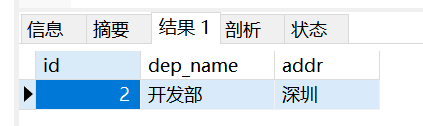 信息 摘要 结果 1 剖析 状态
id dep_name addr
2 开发部 深圳